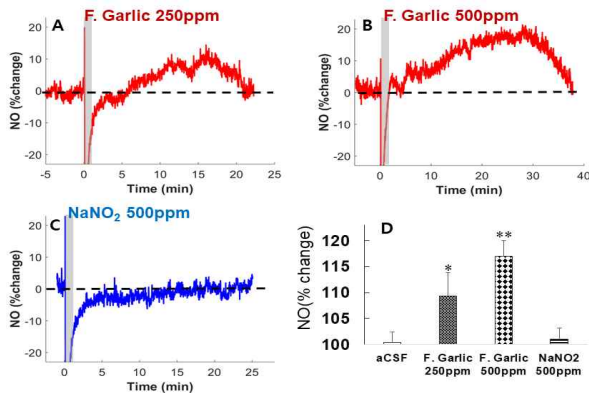 F. Garlic 250ppm
A
NO (%change)
20
10
0
-10
-20
-5 0 5 10 15 20 25
Time (min)
F. Garlic 500ppm
B
NO (%change)
20
10
0
-10
-20
0 10 20 30 40
Time (min)
NaNO2 500ppm
C
NO (%change)
20
10
0
-10
-20
0 5 10 15 20 25
Time (min)
D
NO(% change)
120
115
110
105
100
*
**
aCSF F. Garlic F. Garlic NaNO2
250ppm 500ppm 500ppm